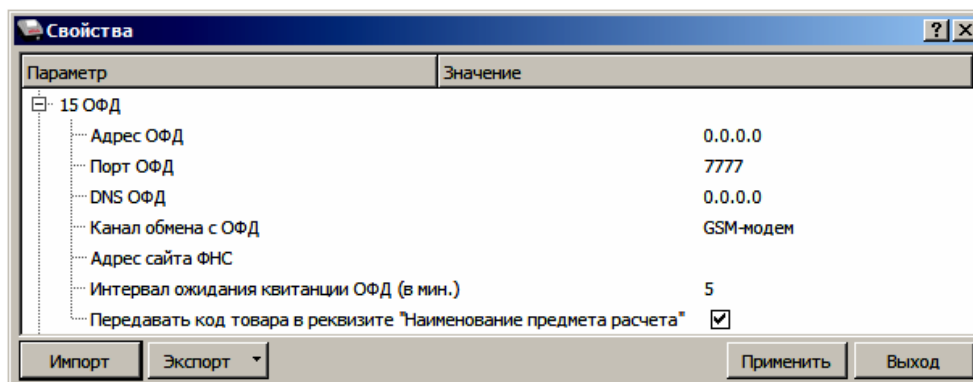 Свойства
Параметр Значение
15 ОФД
Адрес ОФД 0.0.0.0
Порт ОФД 7777
DNS ОФД 0.0.0.0
Канал обмена с ОФД GSM-модем
Адрес сайта ФНС
Интервал ожидания квитанции ОФД (в мин.) 5
Передавать код товара в реквизите "Наименование предмета расчета"
Импорт Экспорт Применить Выход